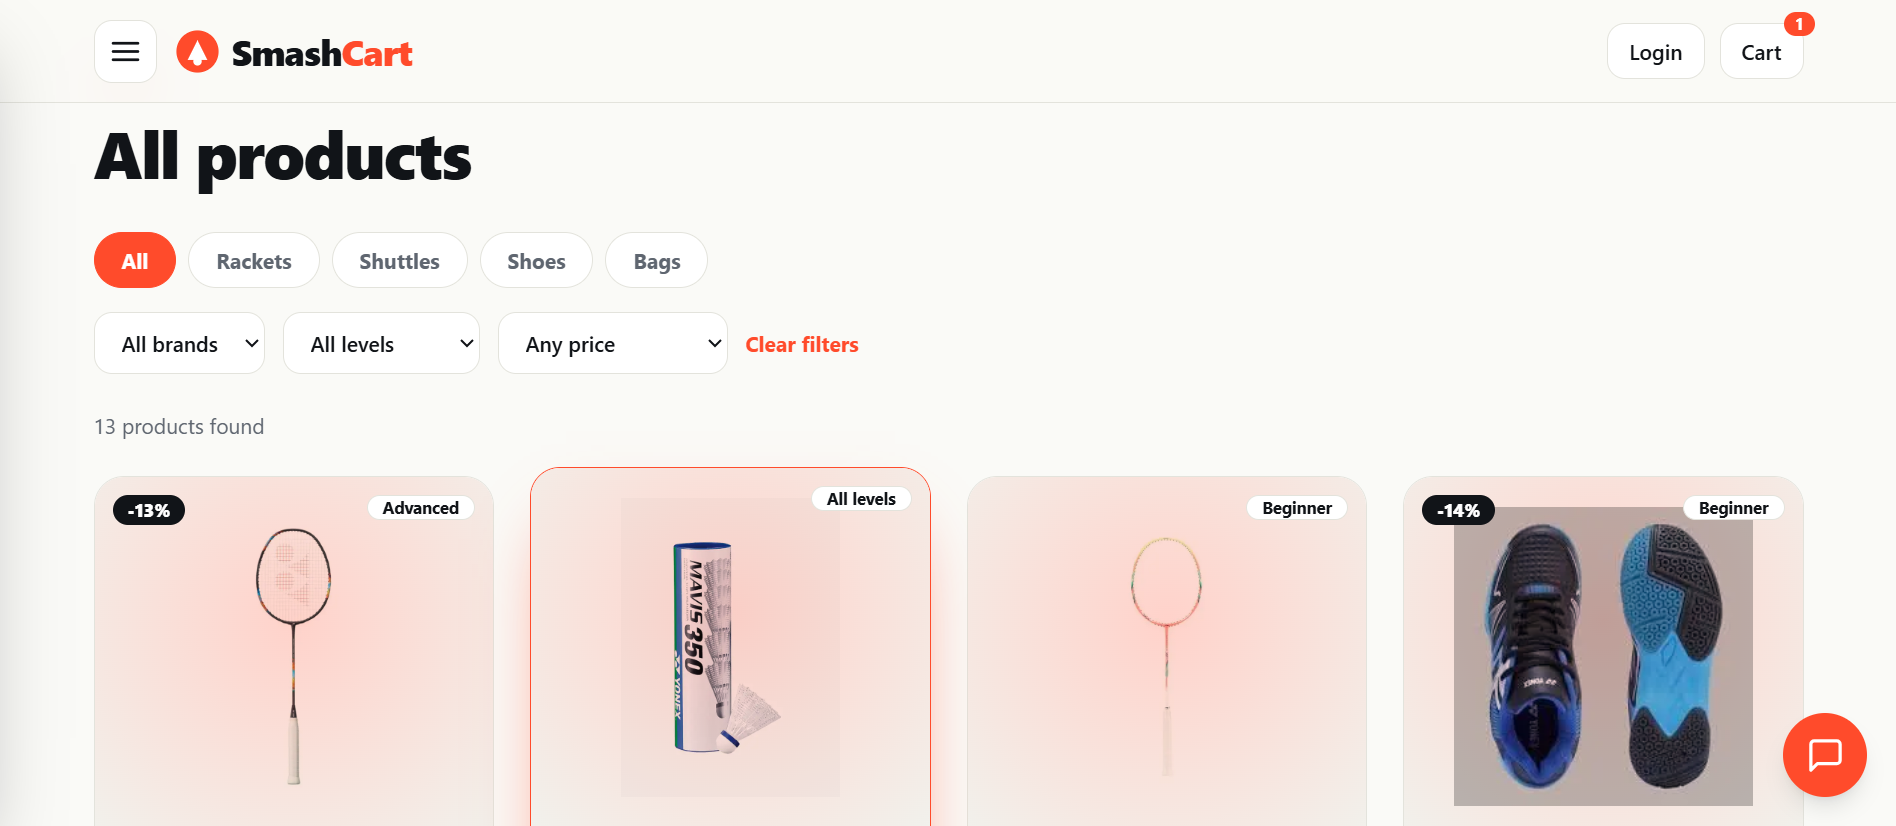 SmashCart
Login
Cart
1
All products
All
Rackets
Shuttles
Shoes
Bags
All brands
All levels
Any price
Clear filters
13 products found
-13%
Advanced
All levels
MAVIS 350
YONEX
Beginner
-14%
Beginner
YONEX